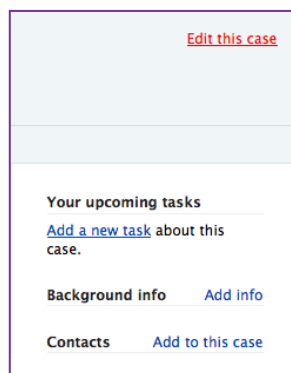 Edit this case
Your upcoming tasks
Add a new task about this
case.
Background info Add info
Contacts Add to this case